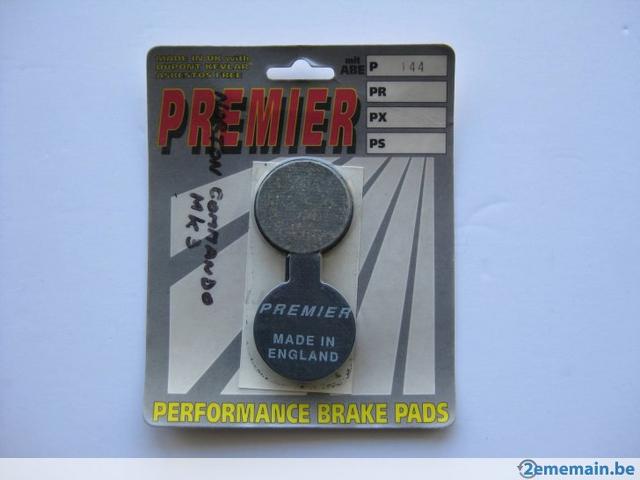 MADE IN UK with
DUPONT KEVLAR
ASBESTOS FREE
mit
ABE
P 144
PR
PX
PS
PREMIER
NORTON COMMANDO
MK3
PREMIER
MADE IN
ENGLAND
PERFORMANCE BRAKE PADS
2ememain.be